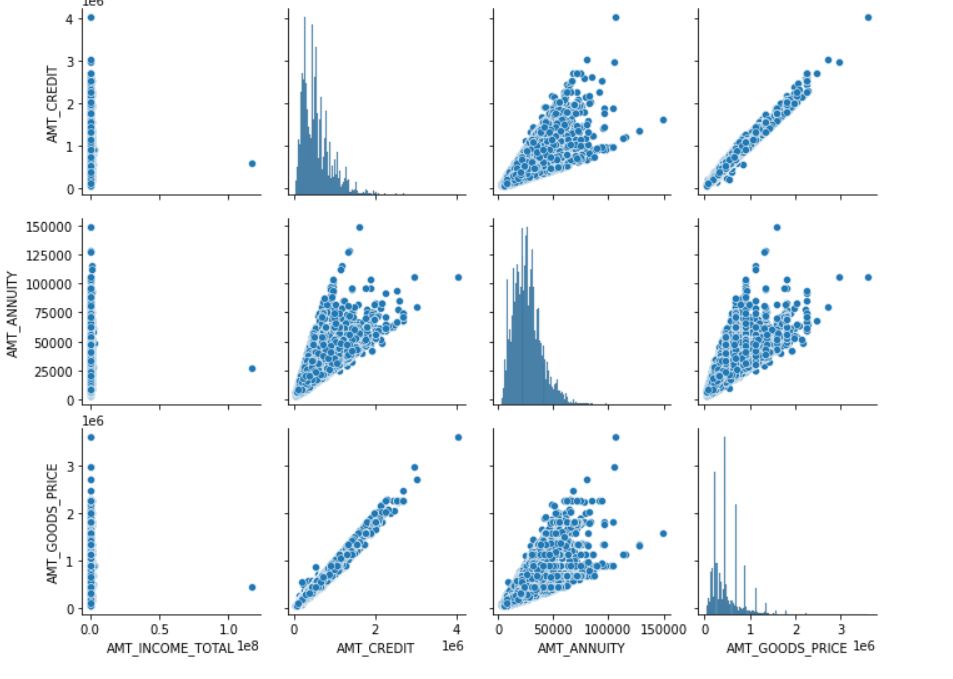 1e6
4
3
2
1
0
AMT_CREDIT
150000
125000
100000
75000
50000
25000
0
AMT_ANNUITY
1e6
3
2
1
0
AMT_GOODS_PRICE
0.0 0.5 1.0 0 2 4 0 50000 100000 150000 0 1 2 3
AMT_INCOME_TOTAL 1e8 AMT_CREDIT 1e6 AMT_ANNUITY AMT_GOODS_PRICE 1e6